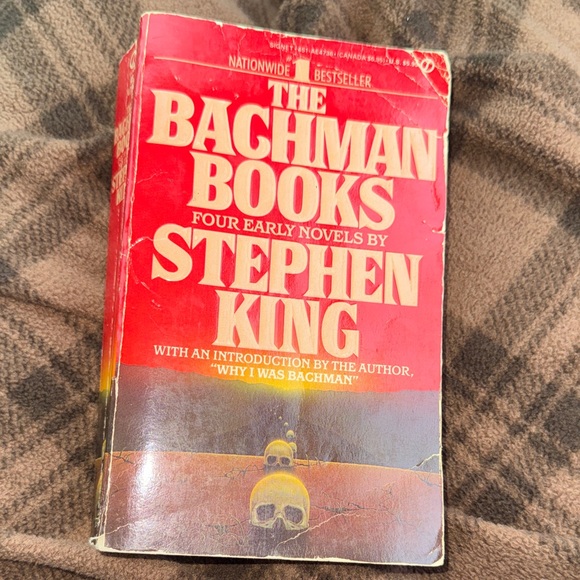 NATIONWIDE #1 BESTSELLER
THE
BACHMAN
BOOKS
FOUR EARLY NOVELS BY
STEPHEN
KING
WITH AN INTRODUCTION BY THE AUTHOR,
"WHY I WAS BACHMAN"